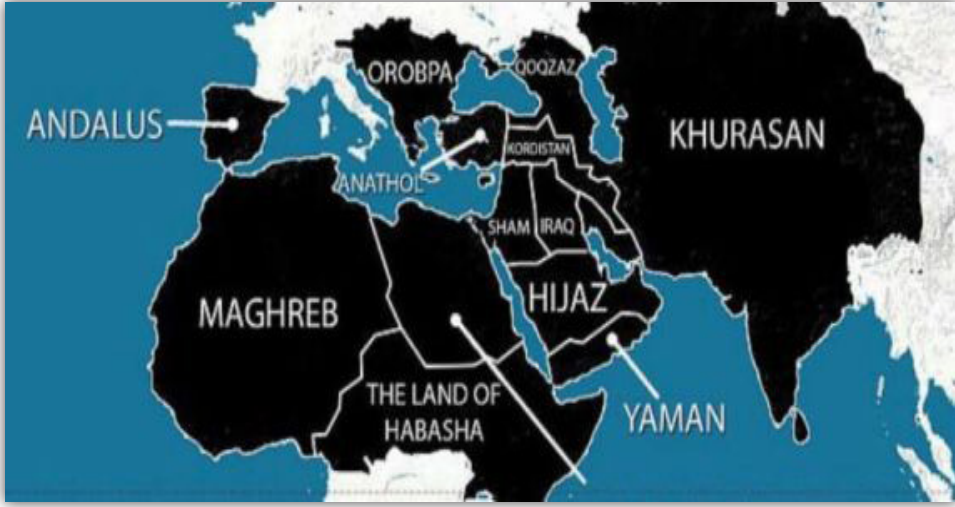 OROBPA
QOQZAZ
ANDALUS
KHURASAN
KORDISTAN
ANATHOL
SHAM
IRAQ
HIJAZ
MAGHREB
THE LAND OF
HABASHA
YAMAN